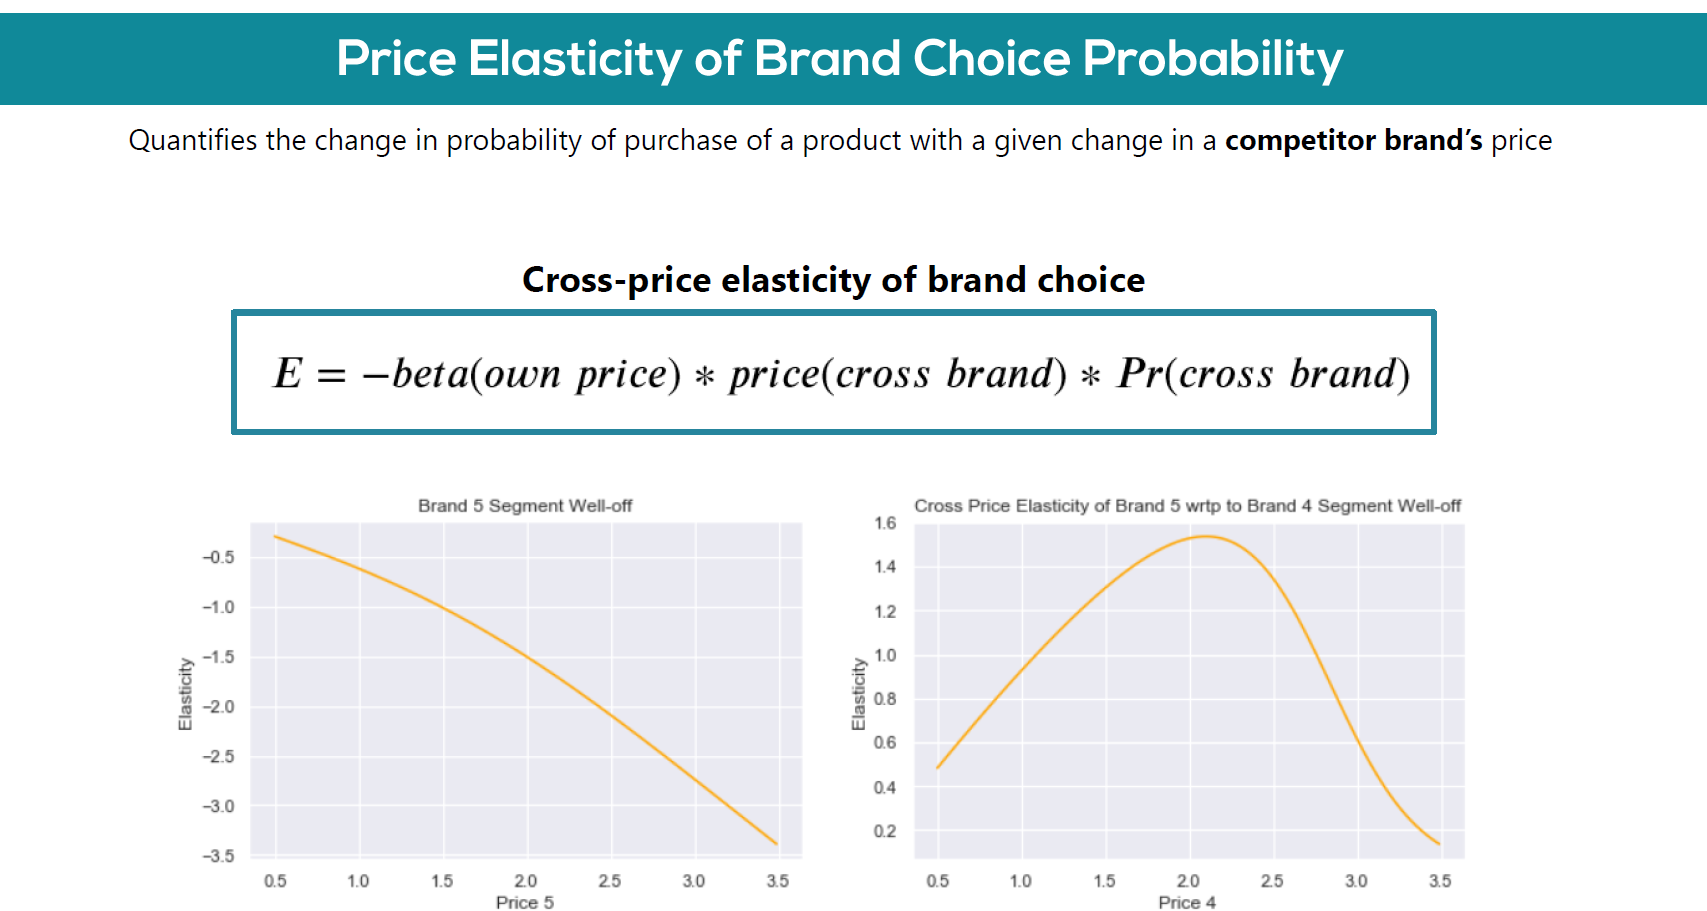 Price Elasticity of Brand Choice Probability
Quantifies the change in probability of purchase of a product with a given change in a competitor brand's price
Cross-price elasticity of brand choice
E = −beta(own price) * price(cross brand) * Pr(cross brand)
Brand 5 Segment Well-off
−0.5
−1.0
−1.5
−2.0
−2.5
−3.0
−3.5
Elasticity
0.5 1.0 1.5 2.0 2.5 3.0 3.5
Price 5
Cross Price Elasticity of Brand 5 wrtp to Brand 4 Segment Well-off
1.6
1.4
1.2
1.0
0.8
0.6
0.4
0.2
Elasticity
0.5 1.0 1.5 2.0 2.5 3.0 3.5
Price 4